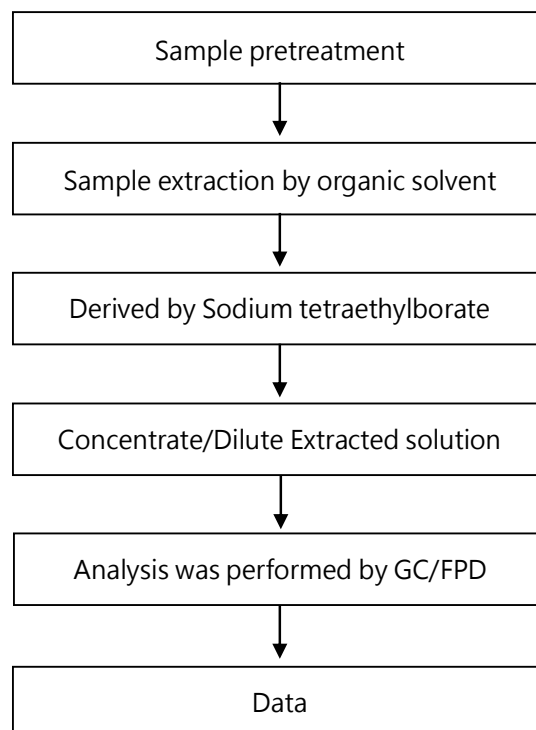 Sample pretreatment
Sample extraction by organic solvent
Derived by Sodium tetraethylborate
Concentrate/Dilute Extracted solution
Analysis was performed by GC/FPD
Data